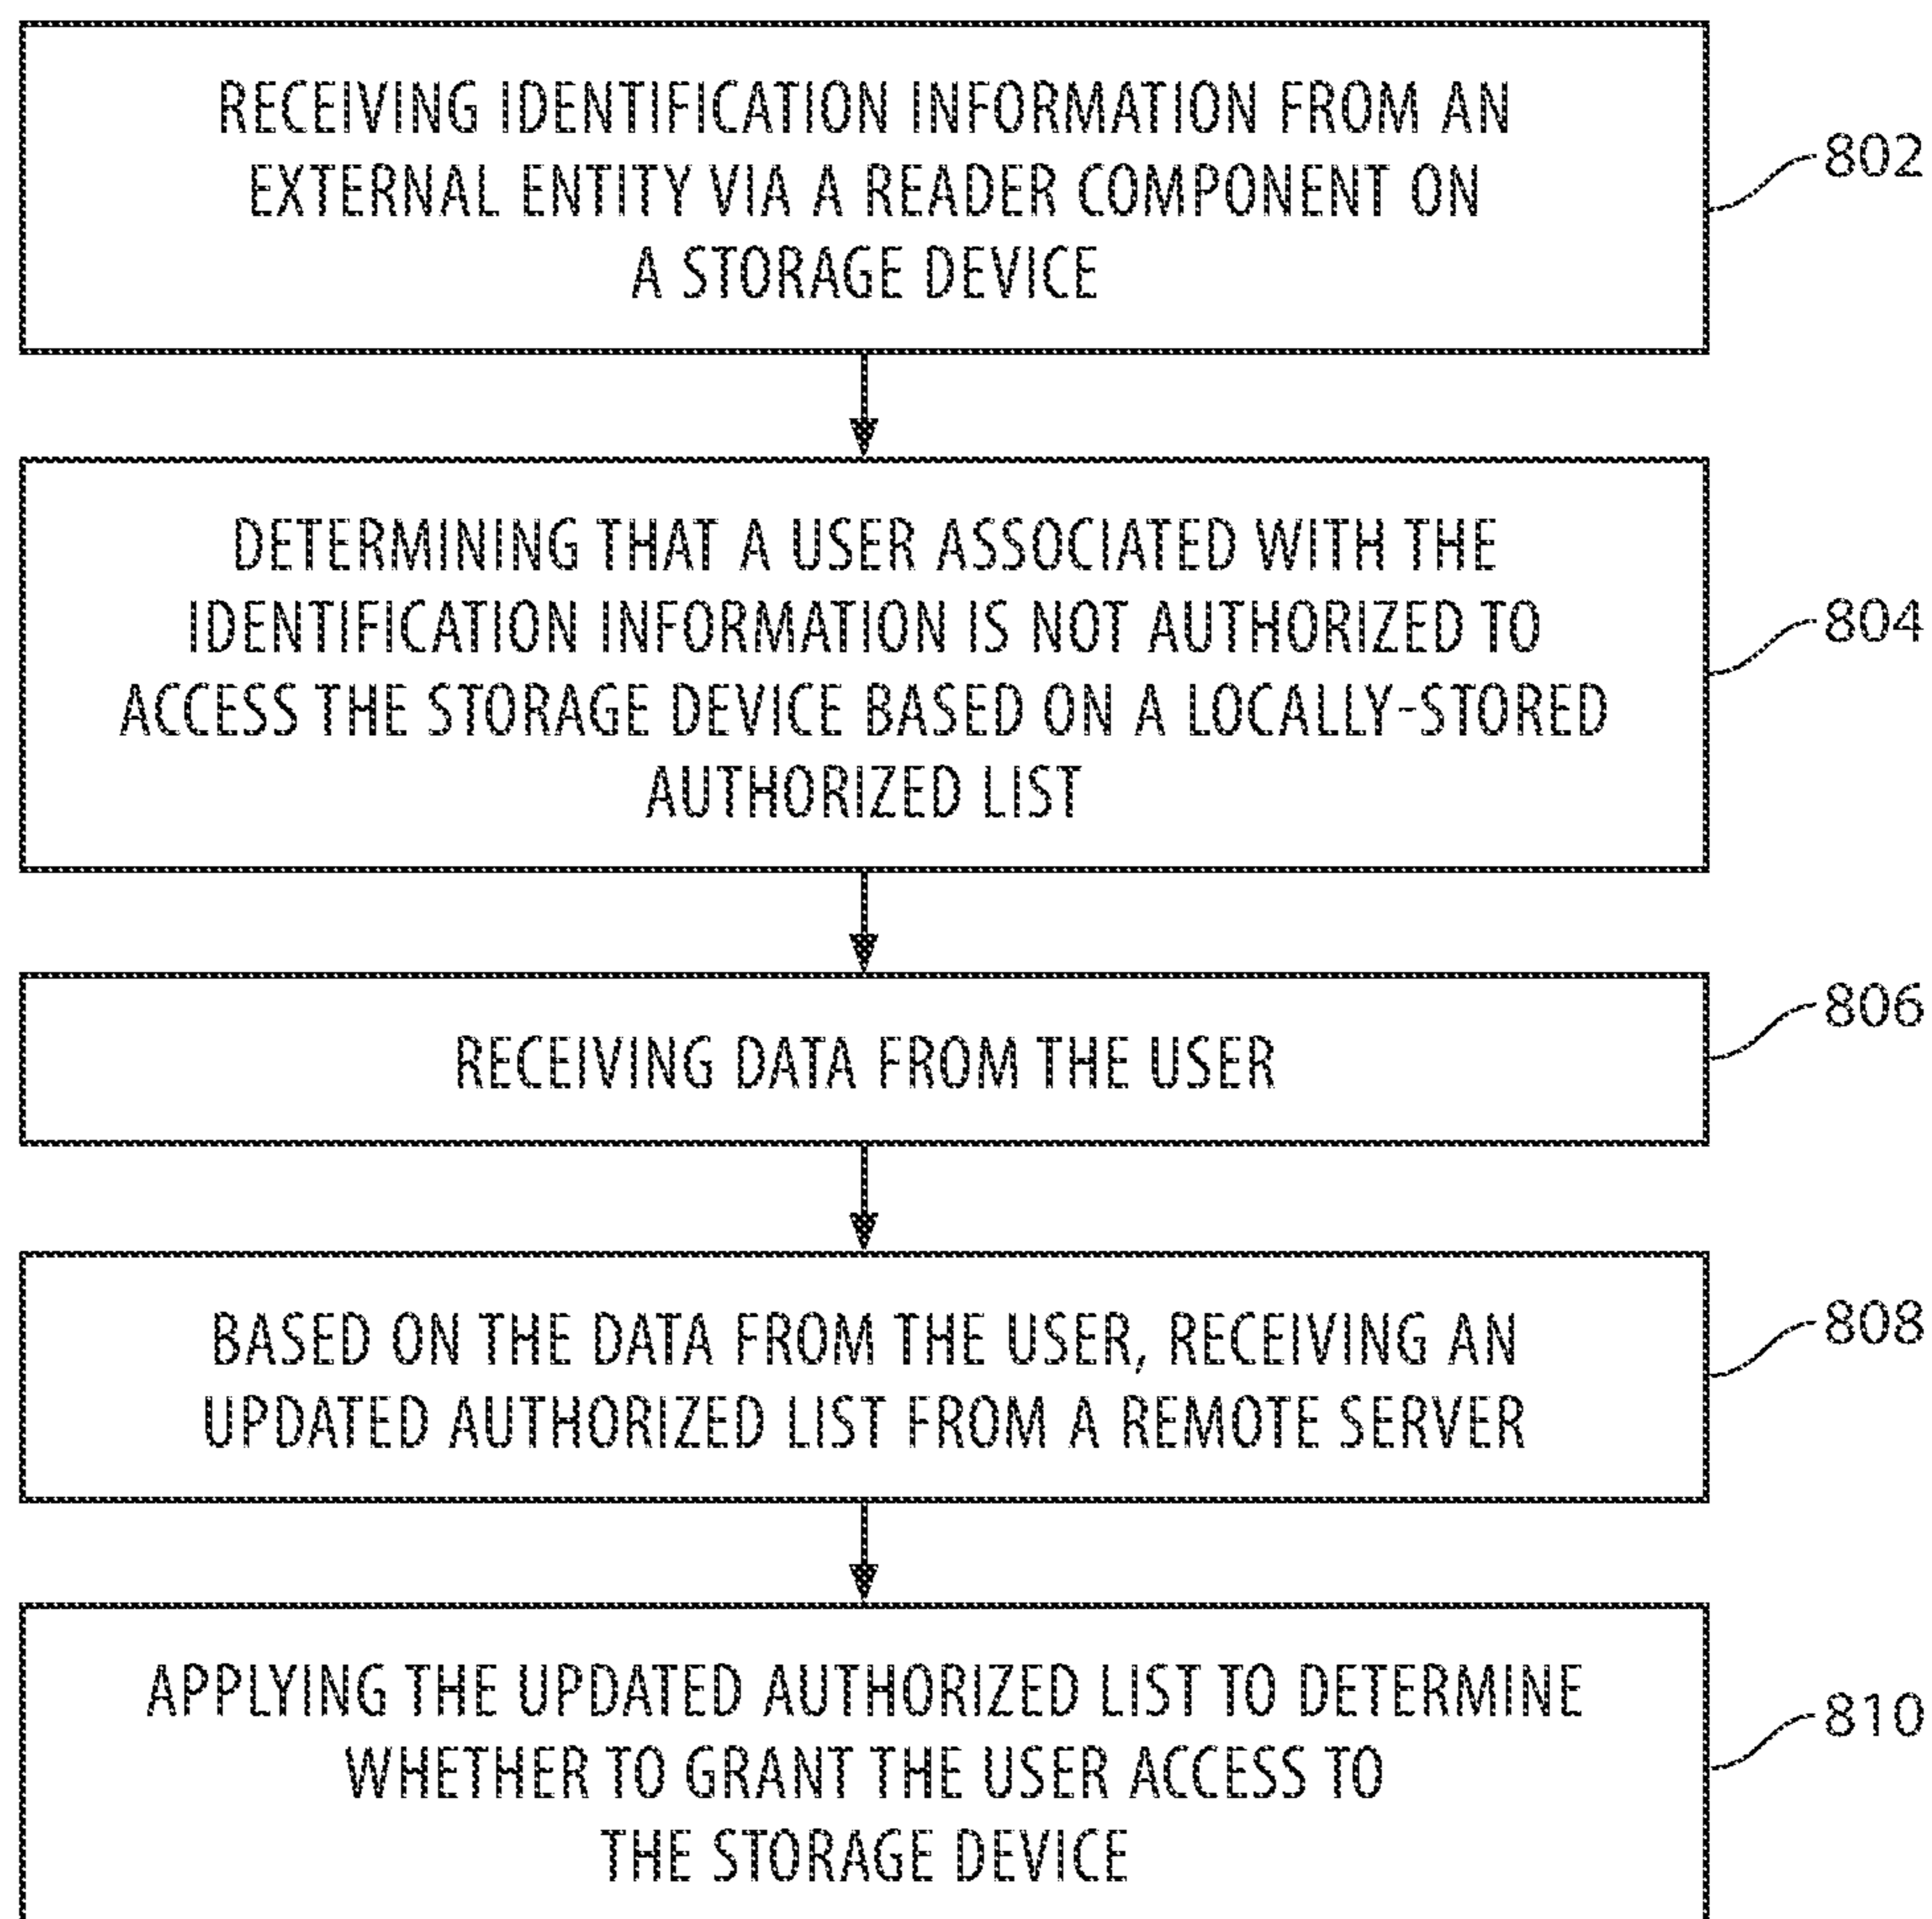 RECEIVING IDENTIFICATION INFORMATION FROM AN
EXTERNAL ENTITY VIA A READER COMPONENT ON
A STORAGE DEVICE
802
DETERMINING THAT A USER ASSOCIATED WITH THE
IDENTIFICATION INFORMATION IS NOT AUTHORIZED TO
ACCESS THE STORAGE DEVICE BASED ON A LOCALLY-STORED
AUTHORIZED LIST
804
RECEIVING DATA FROM THE USER
806
BASED ON THE DATA FROM THE USER, RECEIVING AN
UPDATED AUTHORIZED LIST FROM A REMOTE SERVER
808
APPLYING THE UPDATED AUTHORIZED LIST TO DETERMINE
WHETHER TO GRANT THE USER ACCESS TO
THE STORAGE DEVICE
810